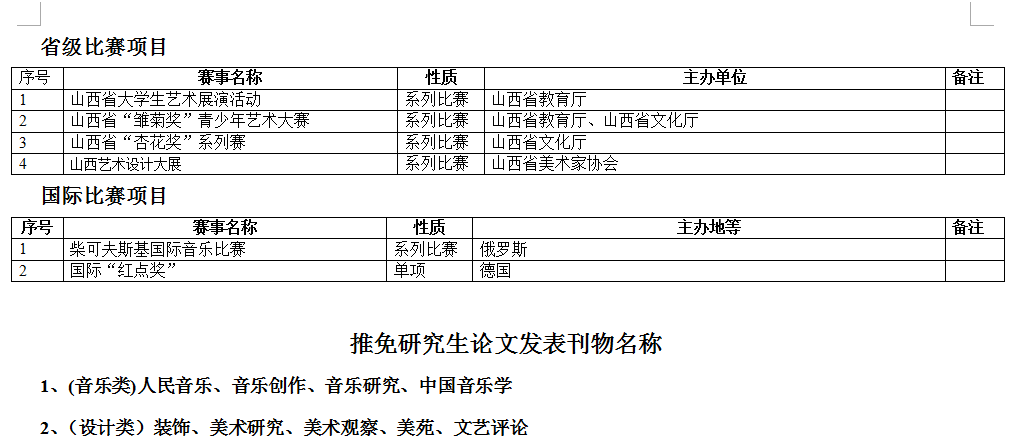 省级比赛项目
序号 赛事名称 性质 主办单位 备注
1 山西省大学生艺术展演活动 系列比赛 山西省教育厅
2 山西省“雏菊奖”青少年艺术大赛 系列比赛 山西省教育厅、山西省文化厅
3 山西省“杏花奖”系列赛 系列比赛 山西省文化厅
4 山西艺术设计大展 系列比赛 山西省美术家协会
国际比赛项目
序号 赛事名称 性质 主办地等 备注
1 柴可夫斯基国际音乐比赛 系列比赛 俄罗斯
2 国际“红点奖” 单项 德国
推免研究生论文发表刊物名称
1、(音乐类)人民音乐、音乐创作、音乐研究、中国音乐学
2、（设计类）装饰、美术研究、美术观察、美苑、文艺评论